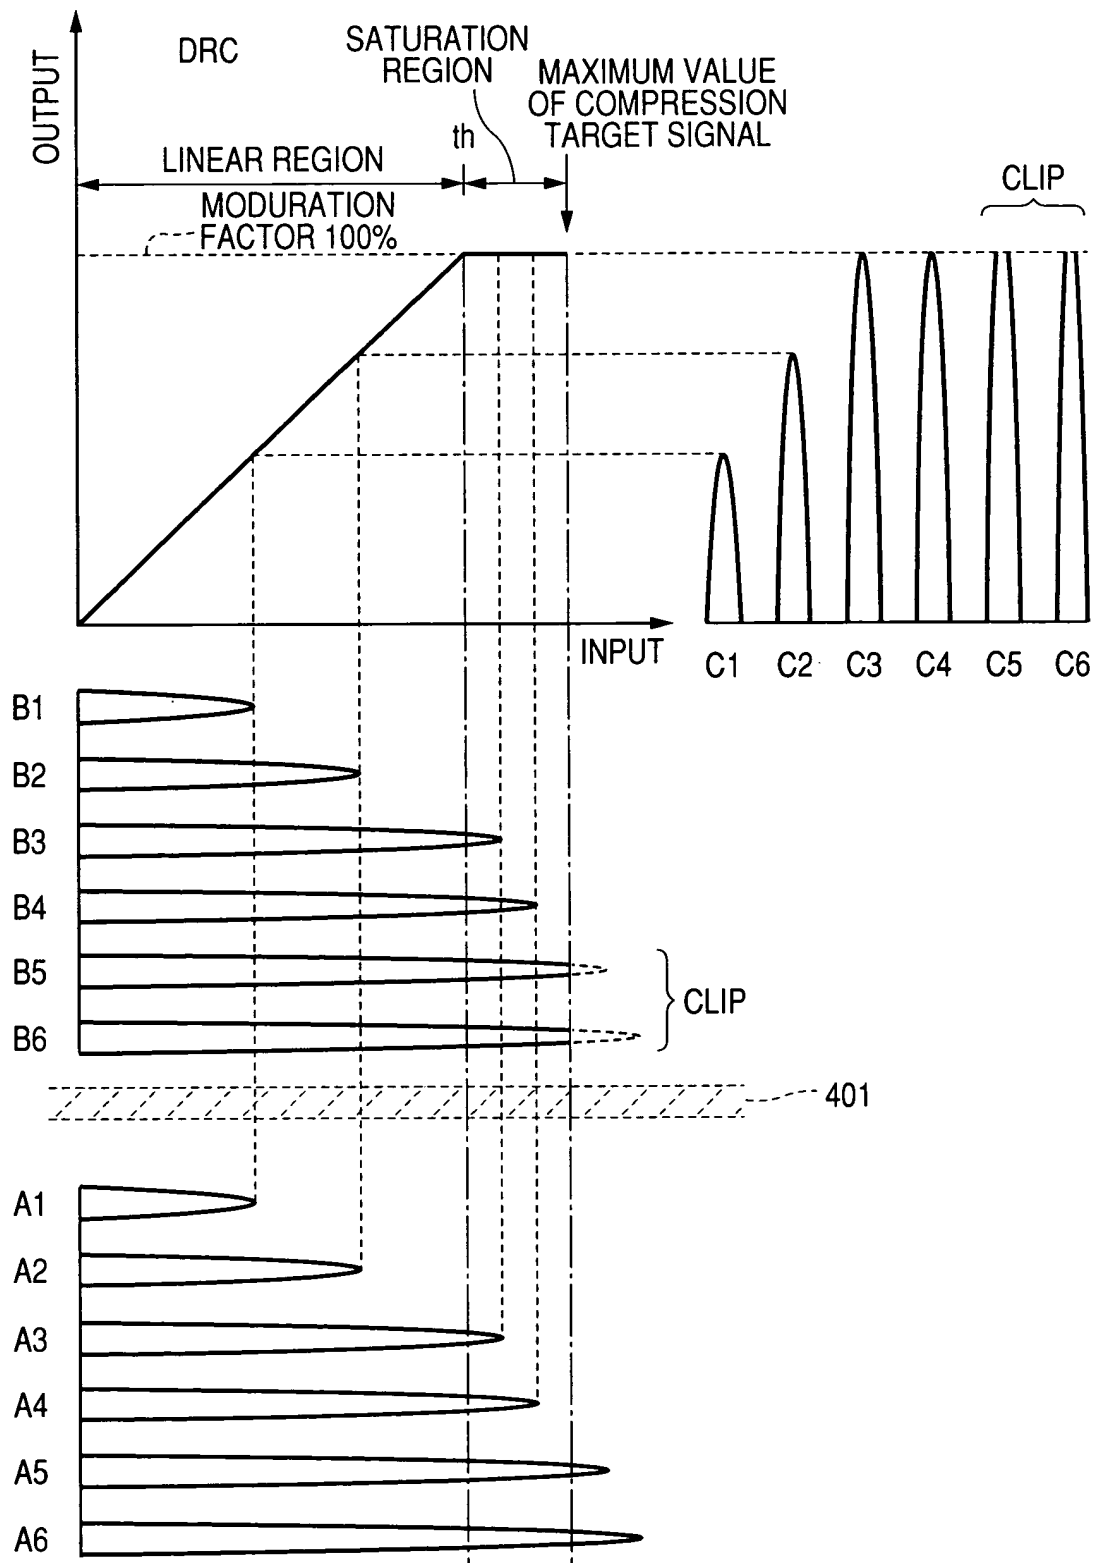 OUTPUT
DRC
SATURATION
REGION
MAXIMUM VALUE
OF COMPRESSION
TARGET SIGNAL
th
LINEAR REGION
MODURATION
FACTOR 100%
CLIP
INPUT
C1
C2
C3
C4
C5
C6
B1
B2
B3
B4
B5
B6
CLIP
401
A1
A2
A3
A4
A5
A6